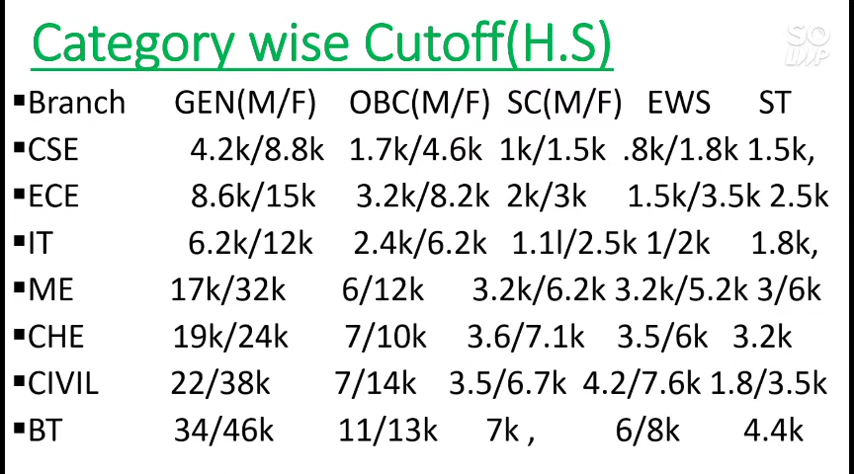 Category wise Cutoff(H.S)
SO
LIMP
▪Branch GEN(M/F) OBC(M/F) SC(M/F) EWS ST
▪CSE 4.2k/8.8k 1.7k/4.6k 1k/1.5k .8k/1.8k 1.5k,
▪ECE 8.6k/15k 3.2k/8.2k 2k/3k 1.5k/3.5k 2.5k
▪IT 6.2k/12k 2.4k/6.2k 1.1l/2.5k 1/2k 1.8k,
▪ME 17k/32k 6/12k 3.2k/6.2k 3.2k/5.2k 3/6k
▪CHE 19k/24k 7/10k 3.6/7.1k 3.5/6k 3.2k
▪CIVIL 22/38k 7/14k 3.5/6.7k 4.2/7.6k 1.8/3.5k
▪BT 34/46k 11/13k 7k , 6/8k 4.4k